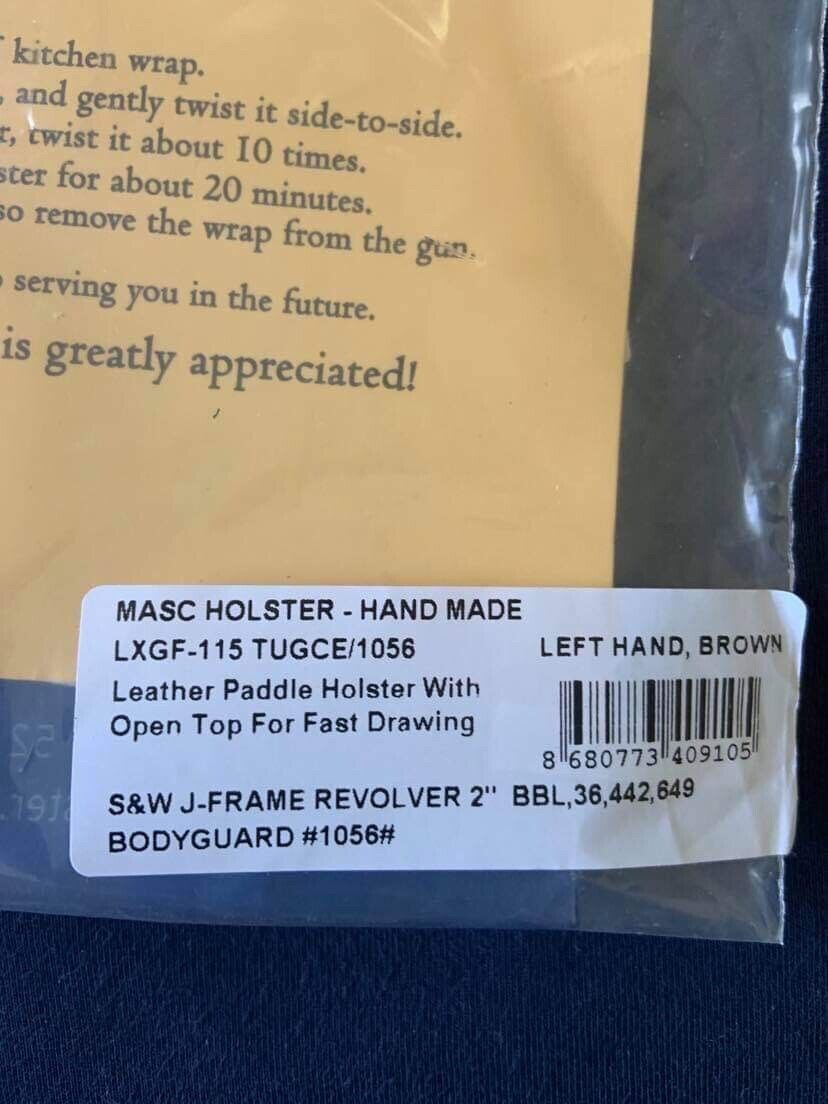 kitchen wrap.
, and gently twist it side-to-side.
r, twist it about 10 times.
ster for about 20 minutes.
so remove the wrap from the gun.
serving you in the future.
is greatly appreciated!
MASC HOLSTER - HAND MADE
LXGF-115 TUGCE/1056
LEFT HAND, BROWN
Leather Paddle Holster With
Open Top For Fast Drawing
8 680773 409105
S&W J-FRAME REVOLVER 2" BBL,36,442,649
BODYGUARD #1056#